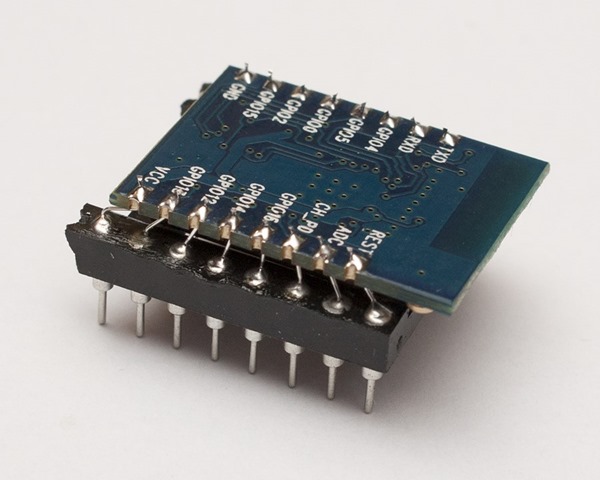 GND
GPIO15
GPIO2
GPIO0
GPIO5
GPIO4
RXD
TXD
VCC
GPIO13
GPIO12
GPIO14
GPIO16
CH_PD
ADC
REST